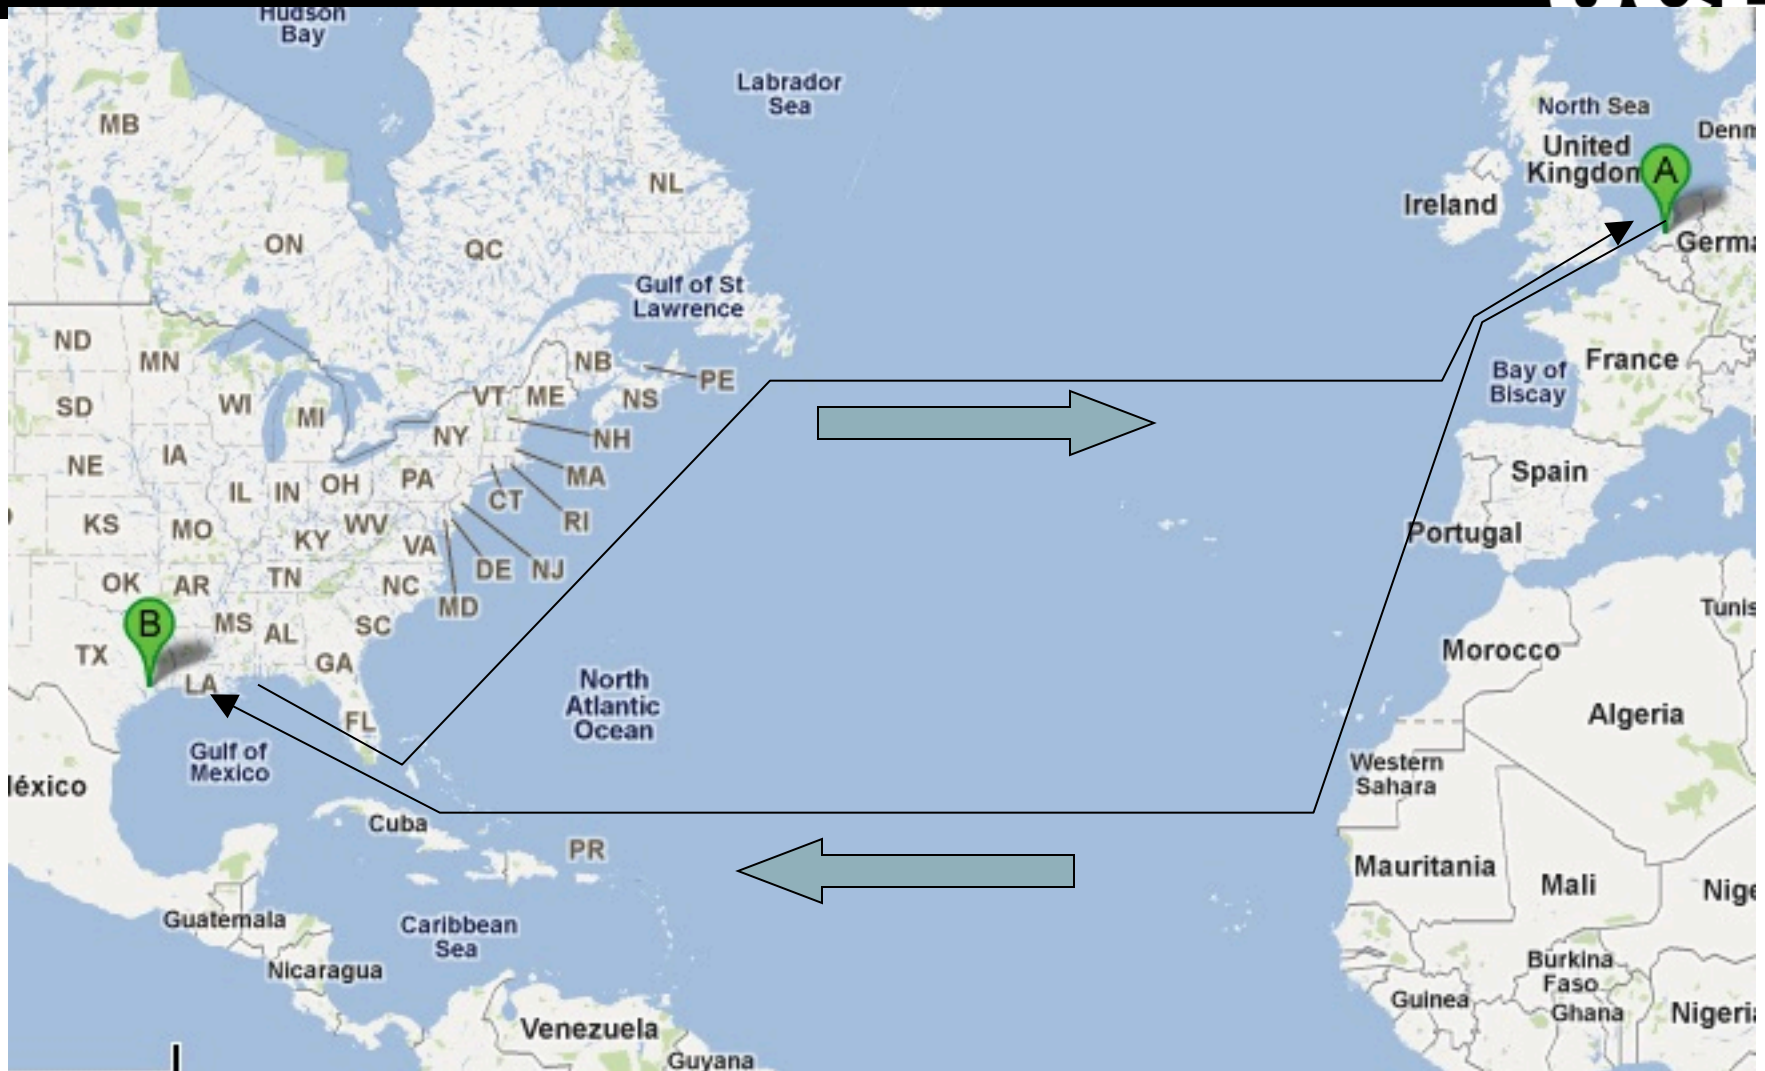 Hudson
Bay
Labrador
Sea
North Sea
Denm
MB
United
Kingdom
A
NL
Ireland
ON
QC
Germa
Gulf of St
Lawrence
ND
MN
NB
PE
France
Bay of
Biscay
SD
WI
MI
VT
ME
NS
NY
NH
NE
IA
IL
IN
OH
PA
MA
Spain
CT
RI
KS
MO
KY
WV
VA
Portugal
DE
NJ
OK
AR
TN
NC
MD
Tunis
B
MS
AL
SC
TX
GA
Morocco
LA
North
Atlantic
Ocean
FL
Algeria
Gulf of
Mexico
Western
Sahara
léxico
Cuba
PR
Mauritania
Mali
Nige
Guatemala
Caribbean
Sea
Nicaragua
Burkina
Faso
Guinea
Ghana
Nigeria
Venezuela
Guyana